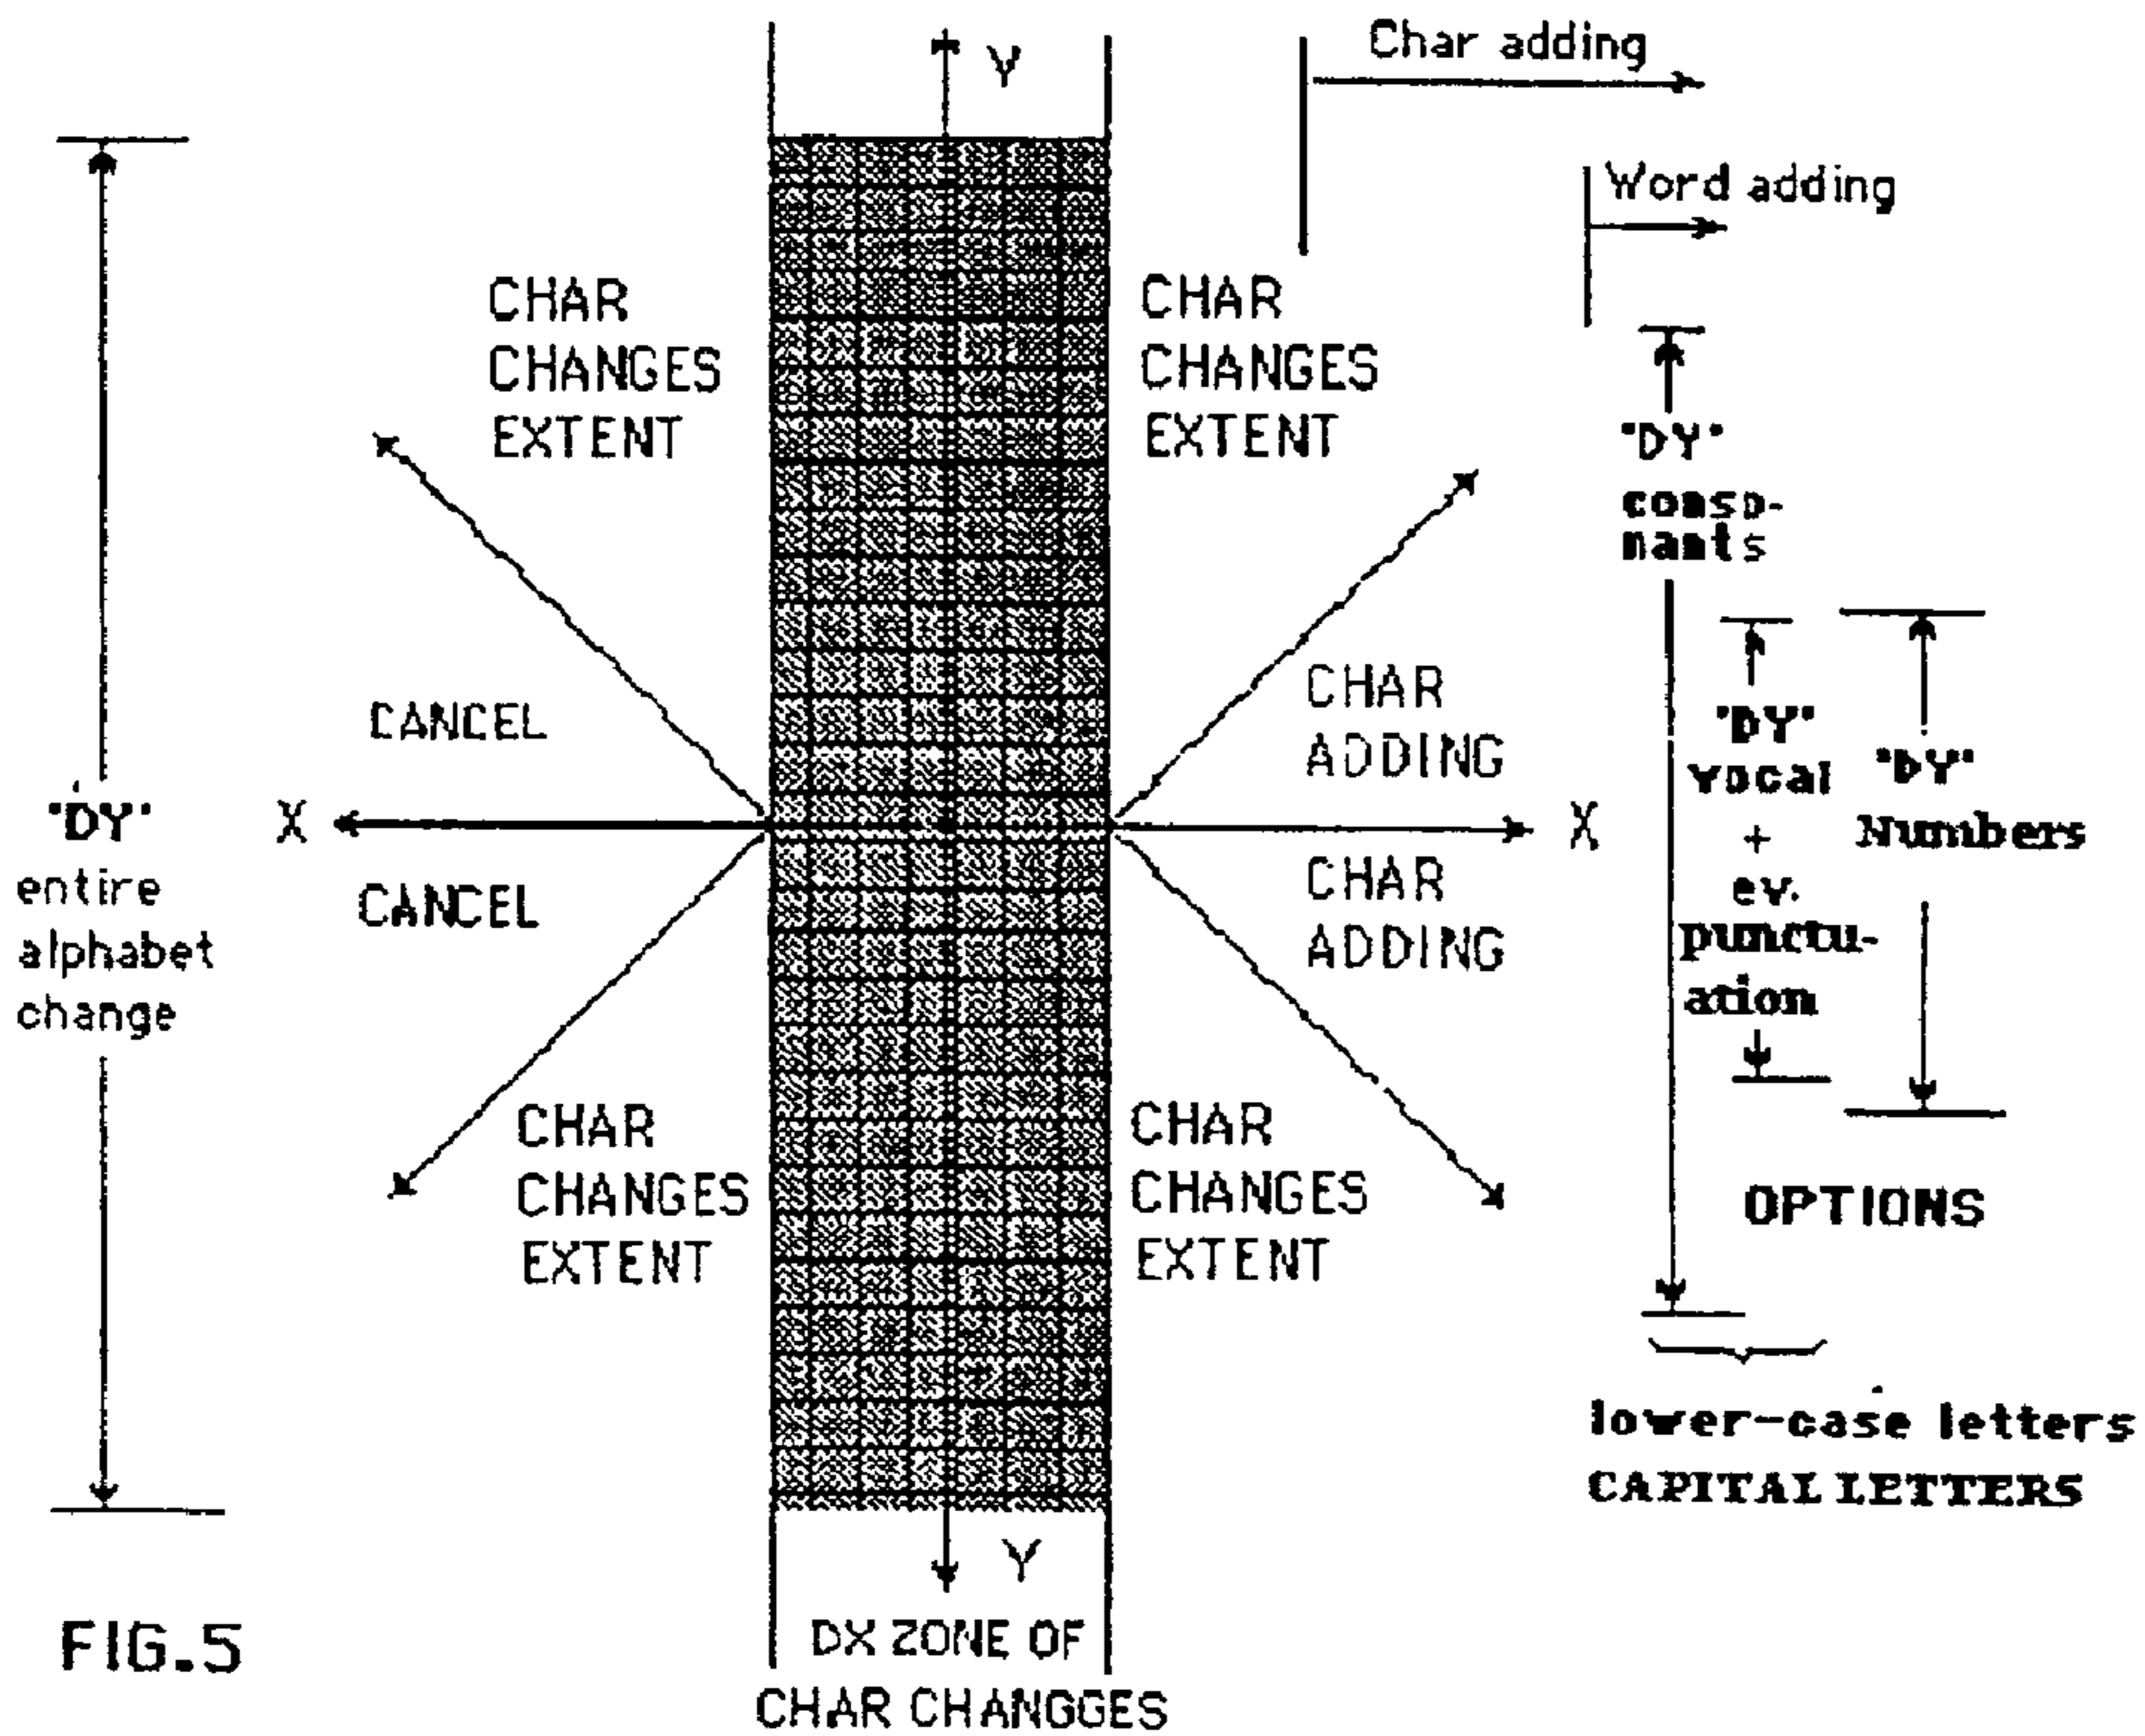 Char adding
Y
Word adding
CHAR
CHANGES
EXTENT
CHAR
CHANGES
EXTENT
"DY"
conso-
nants
CANCEL
CHAR
ADDING
"DY"
vocal
+
ev.
punctu-
ation
"DY"
Numbers
"DY"
entire
alphabet
change
X
X
CANCEL
CHAR
ADDING
CHAR
CHANGES
EXTENT
CHAR
CHANGES
EXTENT
OPTIONS
lower-case letters
CAPITAL LETTERS
Y
FIG.5
DX ZONE OF
CHAR CHANGGES